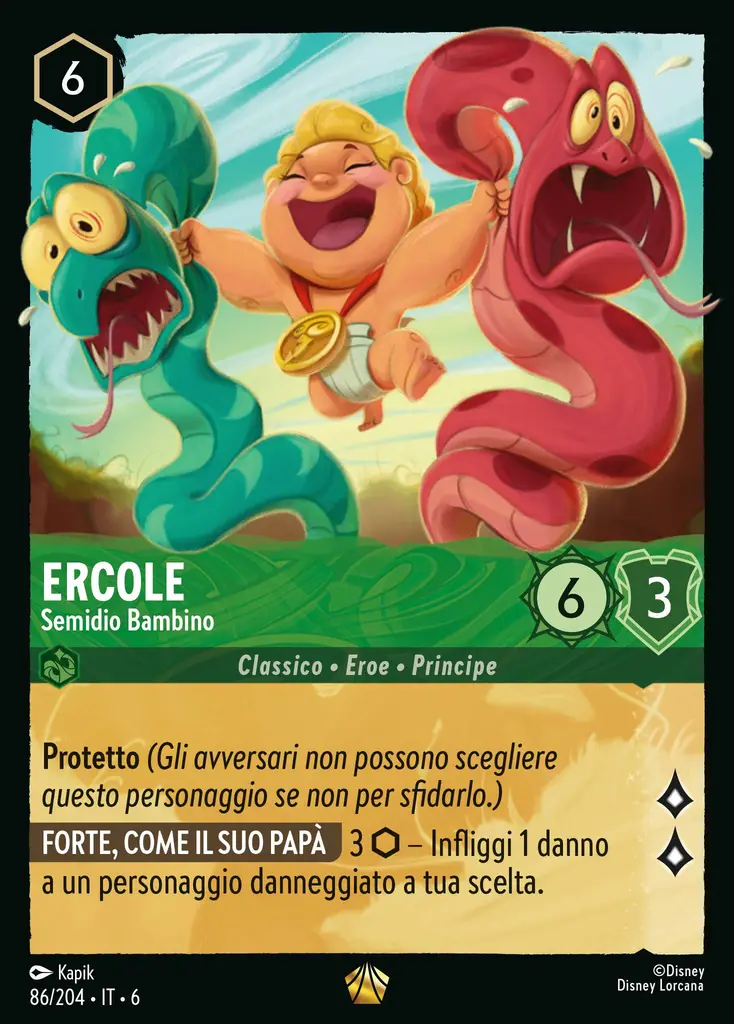 6
ERCOLE
Semidio Bambino
6
3
Classico • Eroe • Principe
Protetto (Gli avversari non possono scegliere
questo personaggio se non per sfidarlo.)
FORTE, COME IL SUO PAPÀ 3 ⬡ – Infliggi 1 danno
a un personaggio danneggiato a tua scelta.
Kapik
©Disney
86/204 • IT • 6
Disney Lorcana